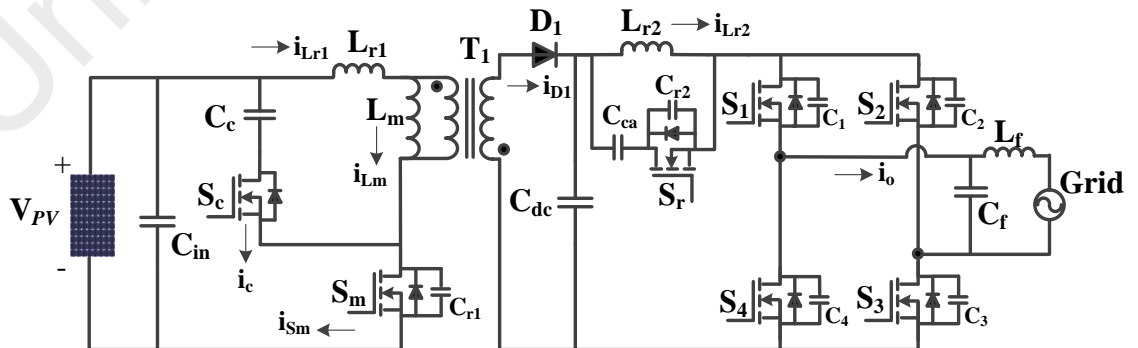 Uni
i_Lr1
L_r1
T_1
D_1
L_r2
i_Lr2
i_D1
C_c
L_m
i_Lm
C_r2
C_ca
S_r
S_1
C_1
S_2
C_2
L_f
i_o
Grid
C_f
+
V_PV
-
C_in
S_c
i_c
C_dc
S_m
C_r1
i_Sm
S_4
C_4
S_3
C_3